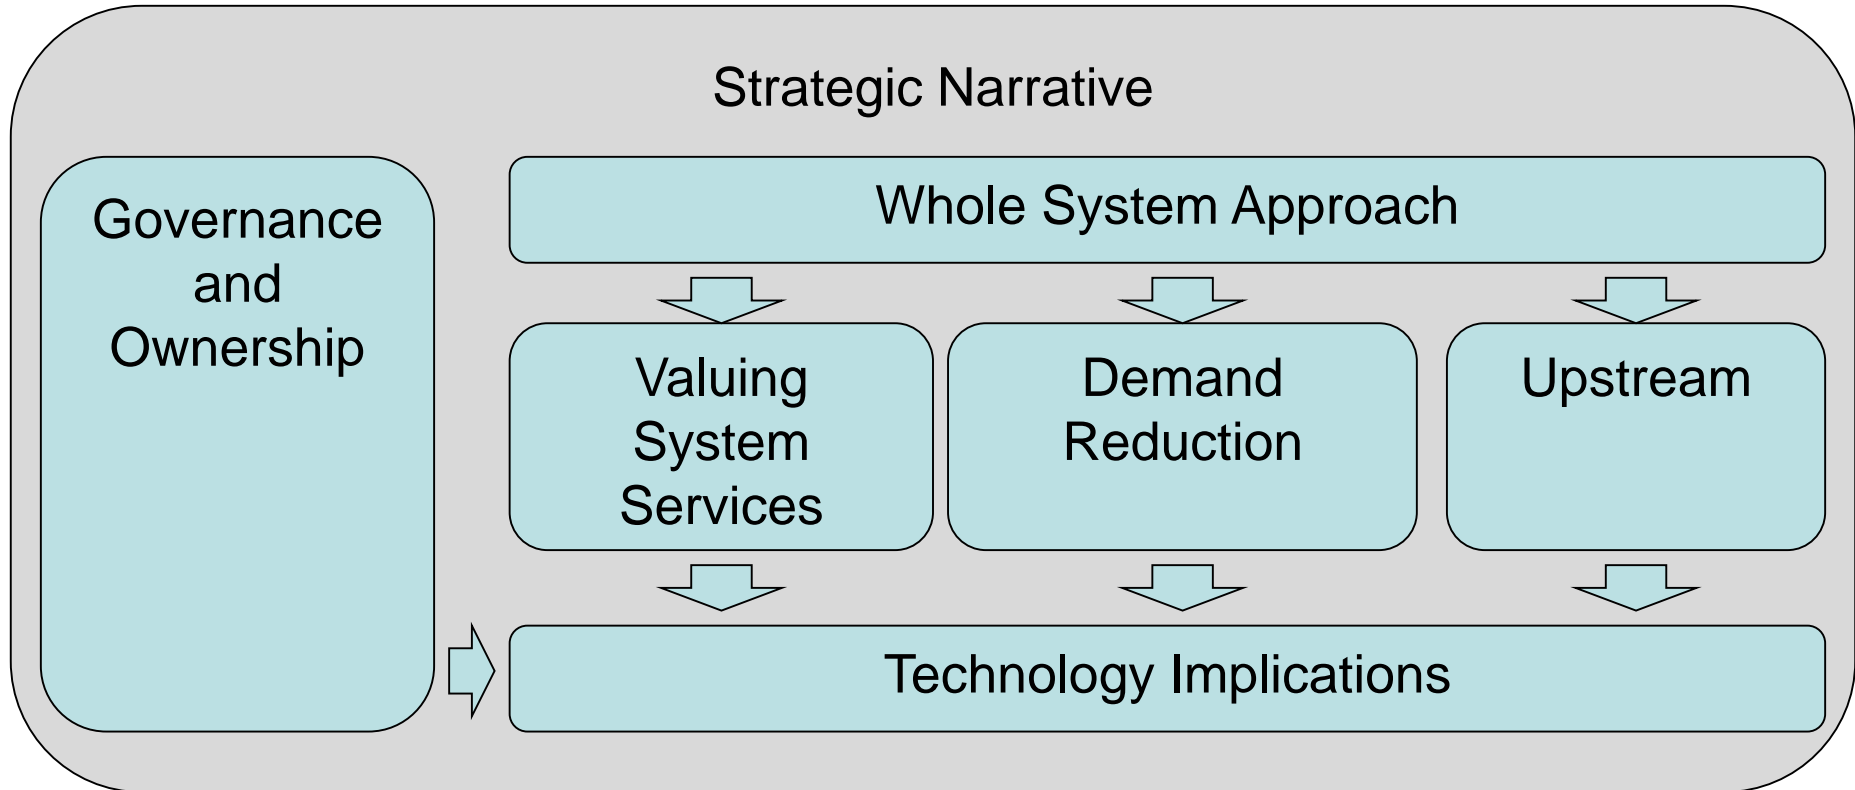 Strategic Narrative
Governance
and
Ownership
Whole System Approach
Valuing
System
Services
Demand
Reduction
Upstream
Technology Implications